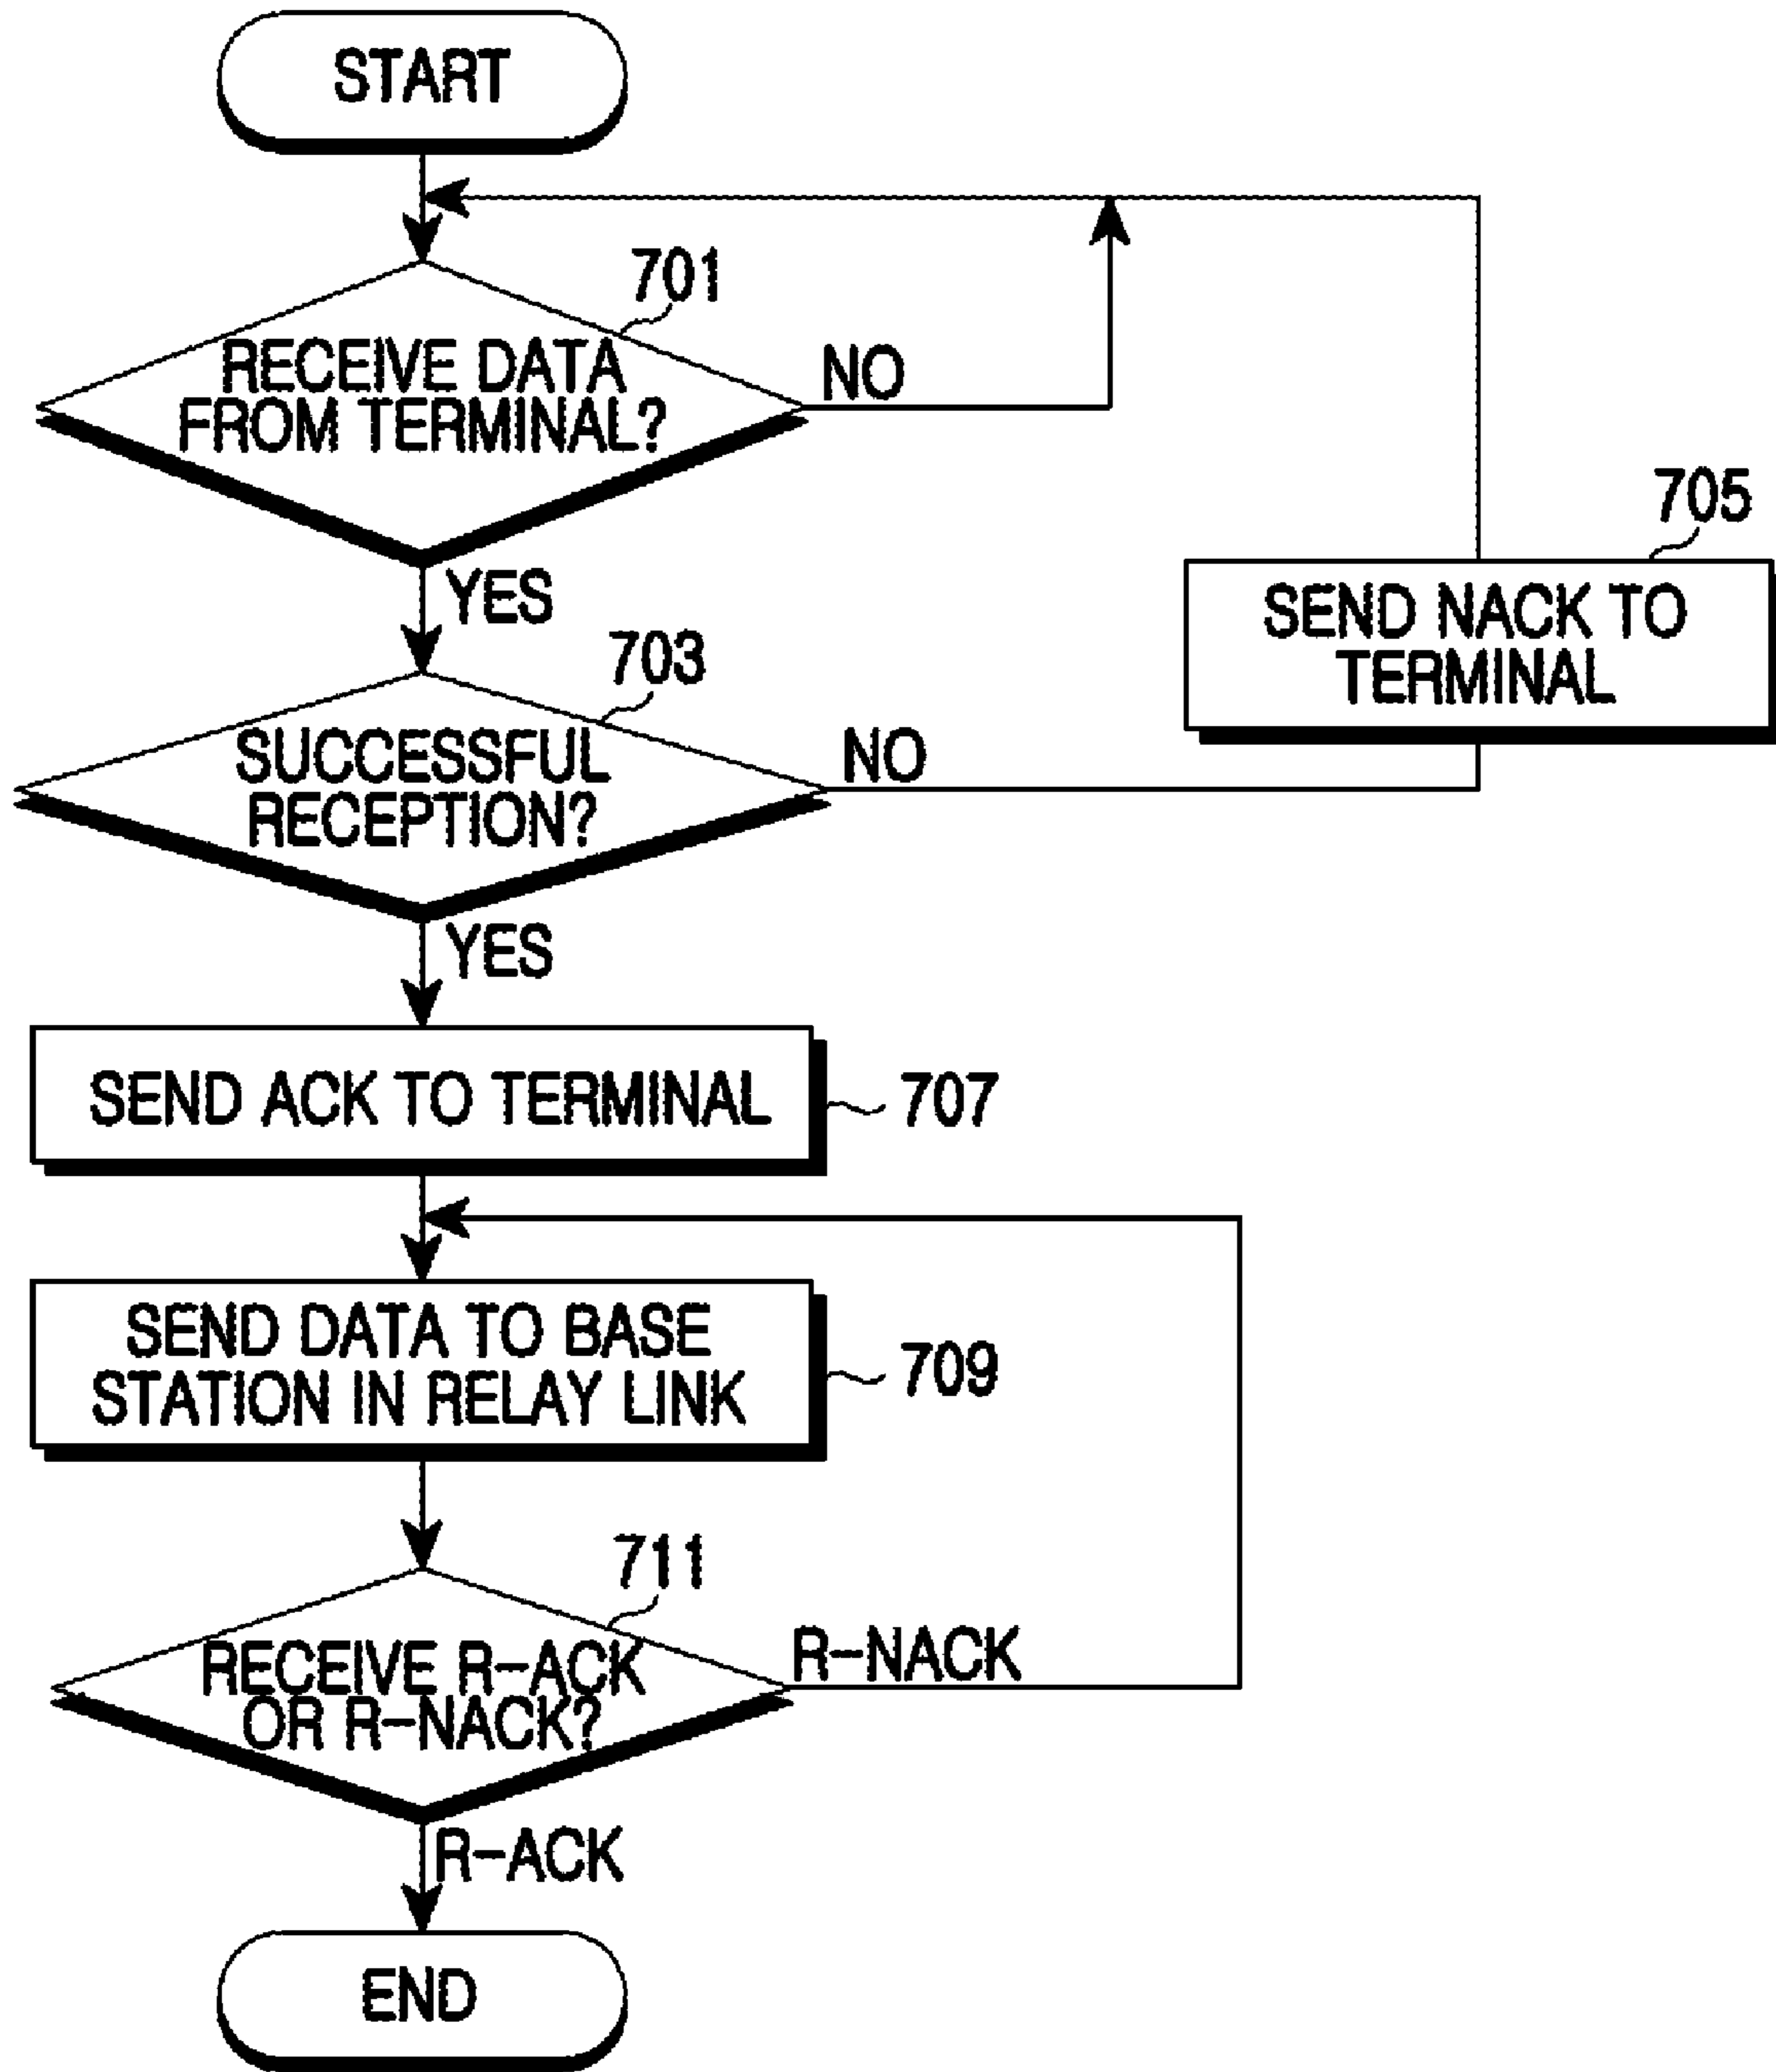 START
701
RECEIVE DATA
FROM TERMINAL?
NO
YES
705
SEND NACK TO
TERMINAL
703
SUCCESSFUL
RECEPTION?
NO
YES
SEND ACK TO TERMINAL
707
SEND DATA TO BASE
STATION IN RELAY LINK
709
711
RECEIVE R-ACK
OR R-NACK?
R-NACK
R-ACK
END